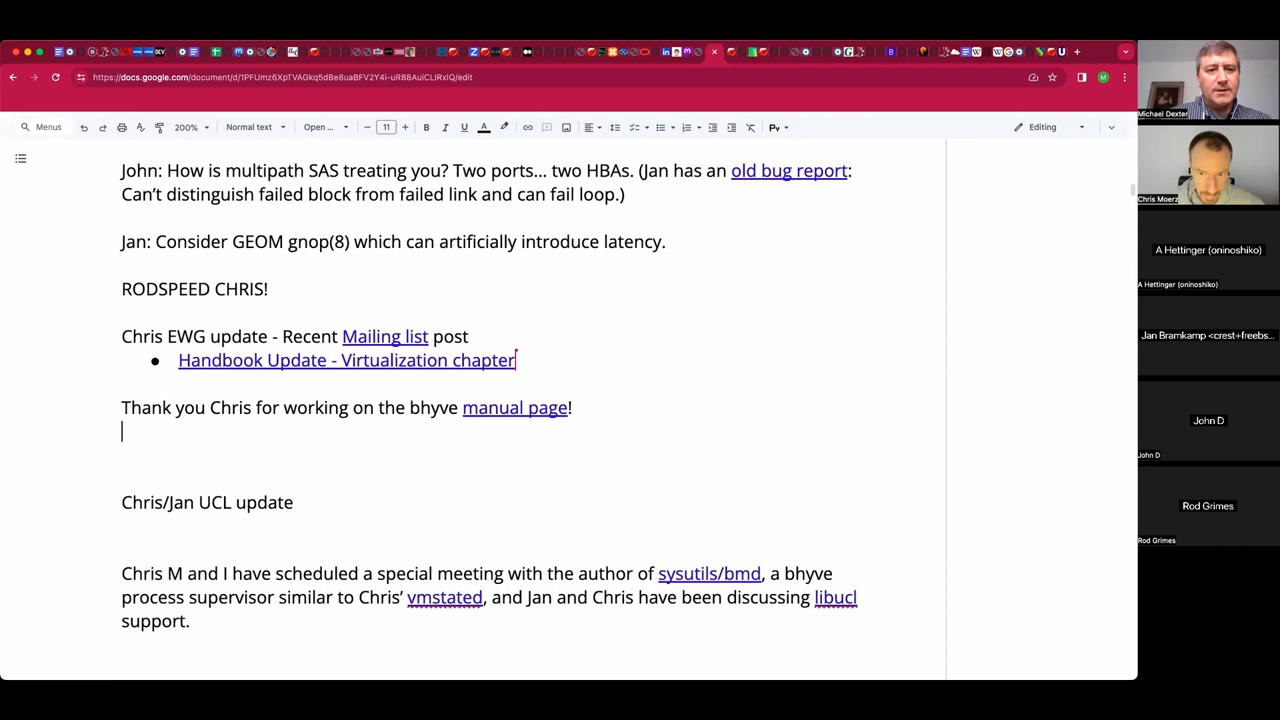 https://docs.google.com/document/d/1PFUmz6XpTVAGkq5dBe8uaBFV2Y4i-uR88AuiCLIRxIQ/edit
Menus 200% Normal text Open ... 11 Editing
John: How is multipath SAS treating you? Two ports… two HBAs. (Jan has an old bug report:
Can’t distinguish failed block from failed link and can fail loop.)
Jan: Consider GEOM gnop(8) which can artificially introduce latency.
RODSPEED CHRIS!
Chris EWG update - Recent Mailing list post
● Handbook Update - Virtualization chapter
Thank you Chris for working on the bhyve manual page!
Chris/Jan UCL update
Chris M and I have scheduled a special meeting with the author of sysutils/bmd, a bhyve
process supervisor similar to Chris’ vmstated, and Jan and Chris have been discussing libucl
support.
Michael Dexter
Chris Moerz
A Hettinger (oninoshiko)
A Hettinger (oninoshiko)
Jan Bramkamp <crest+freebs...
John D
John D
Rod Grimes
Rod Grimes